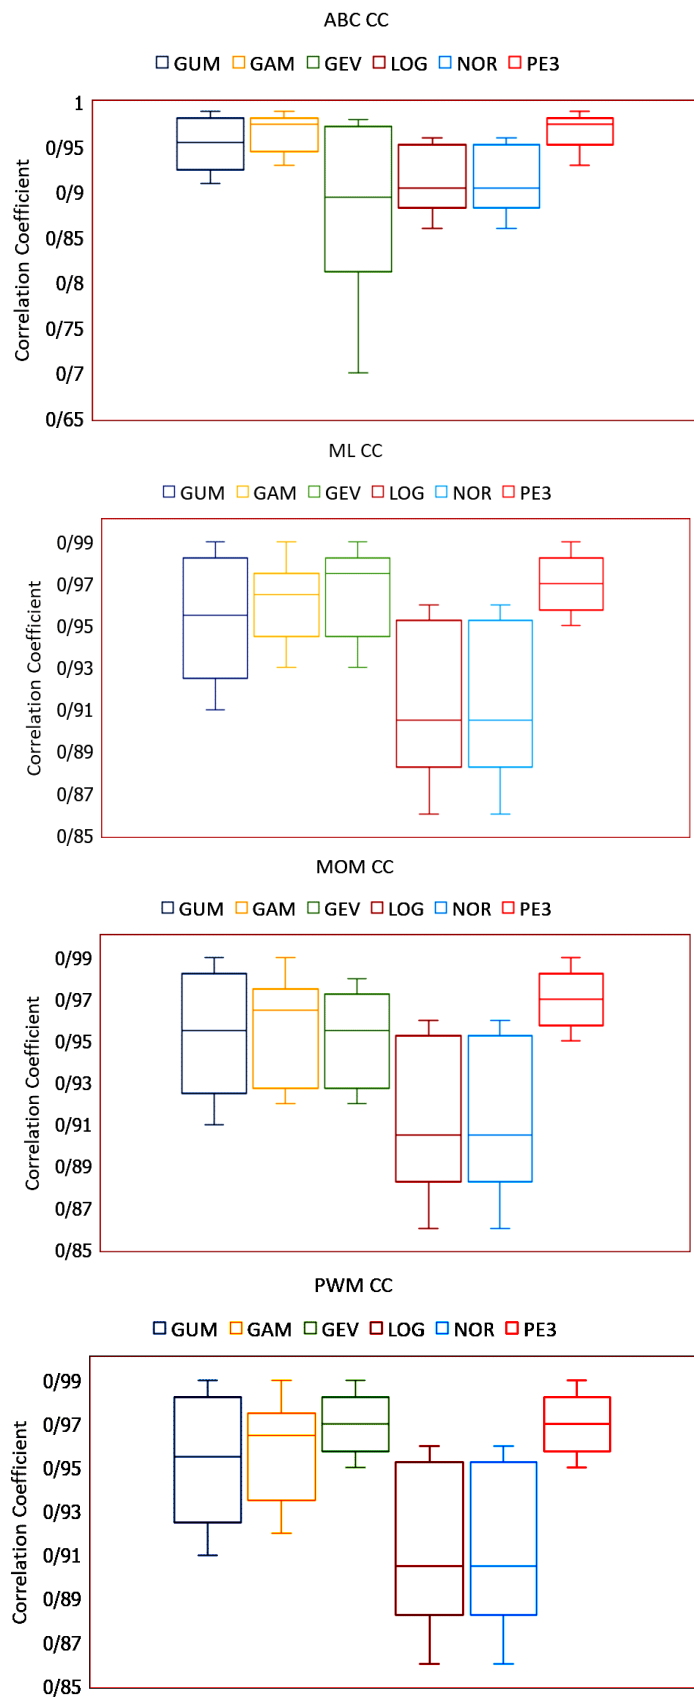 ABC CC
GUM GAM GEV LOG NOR PE3
1
0/95
0/9
0/85
0/8
0/75
0/7
0/65
Correlation Coefficient
ML CC
GUM GAM GEV LOG NOR PE3
0/99
0/97
0/95
0/93
0/91
0/89
0/87
0/85
Correlation Coefficient
MOM CC
GUM GAM GEV LOG NOR PE3
0/99
0/97
0/95
0/93
0/91
0/89
0/87
0/85
Correlation Coefficient
PWM CC
GUM GAM GEV LOG NOR PE3
0/99
0/97
0/95
0/93
0/91
0/89
0/87
0/85
Correlation Coefficient